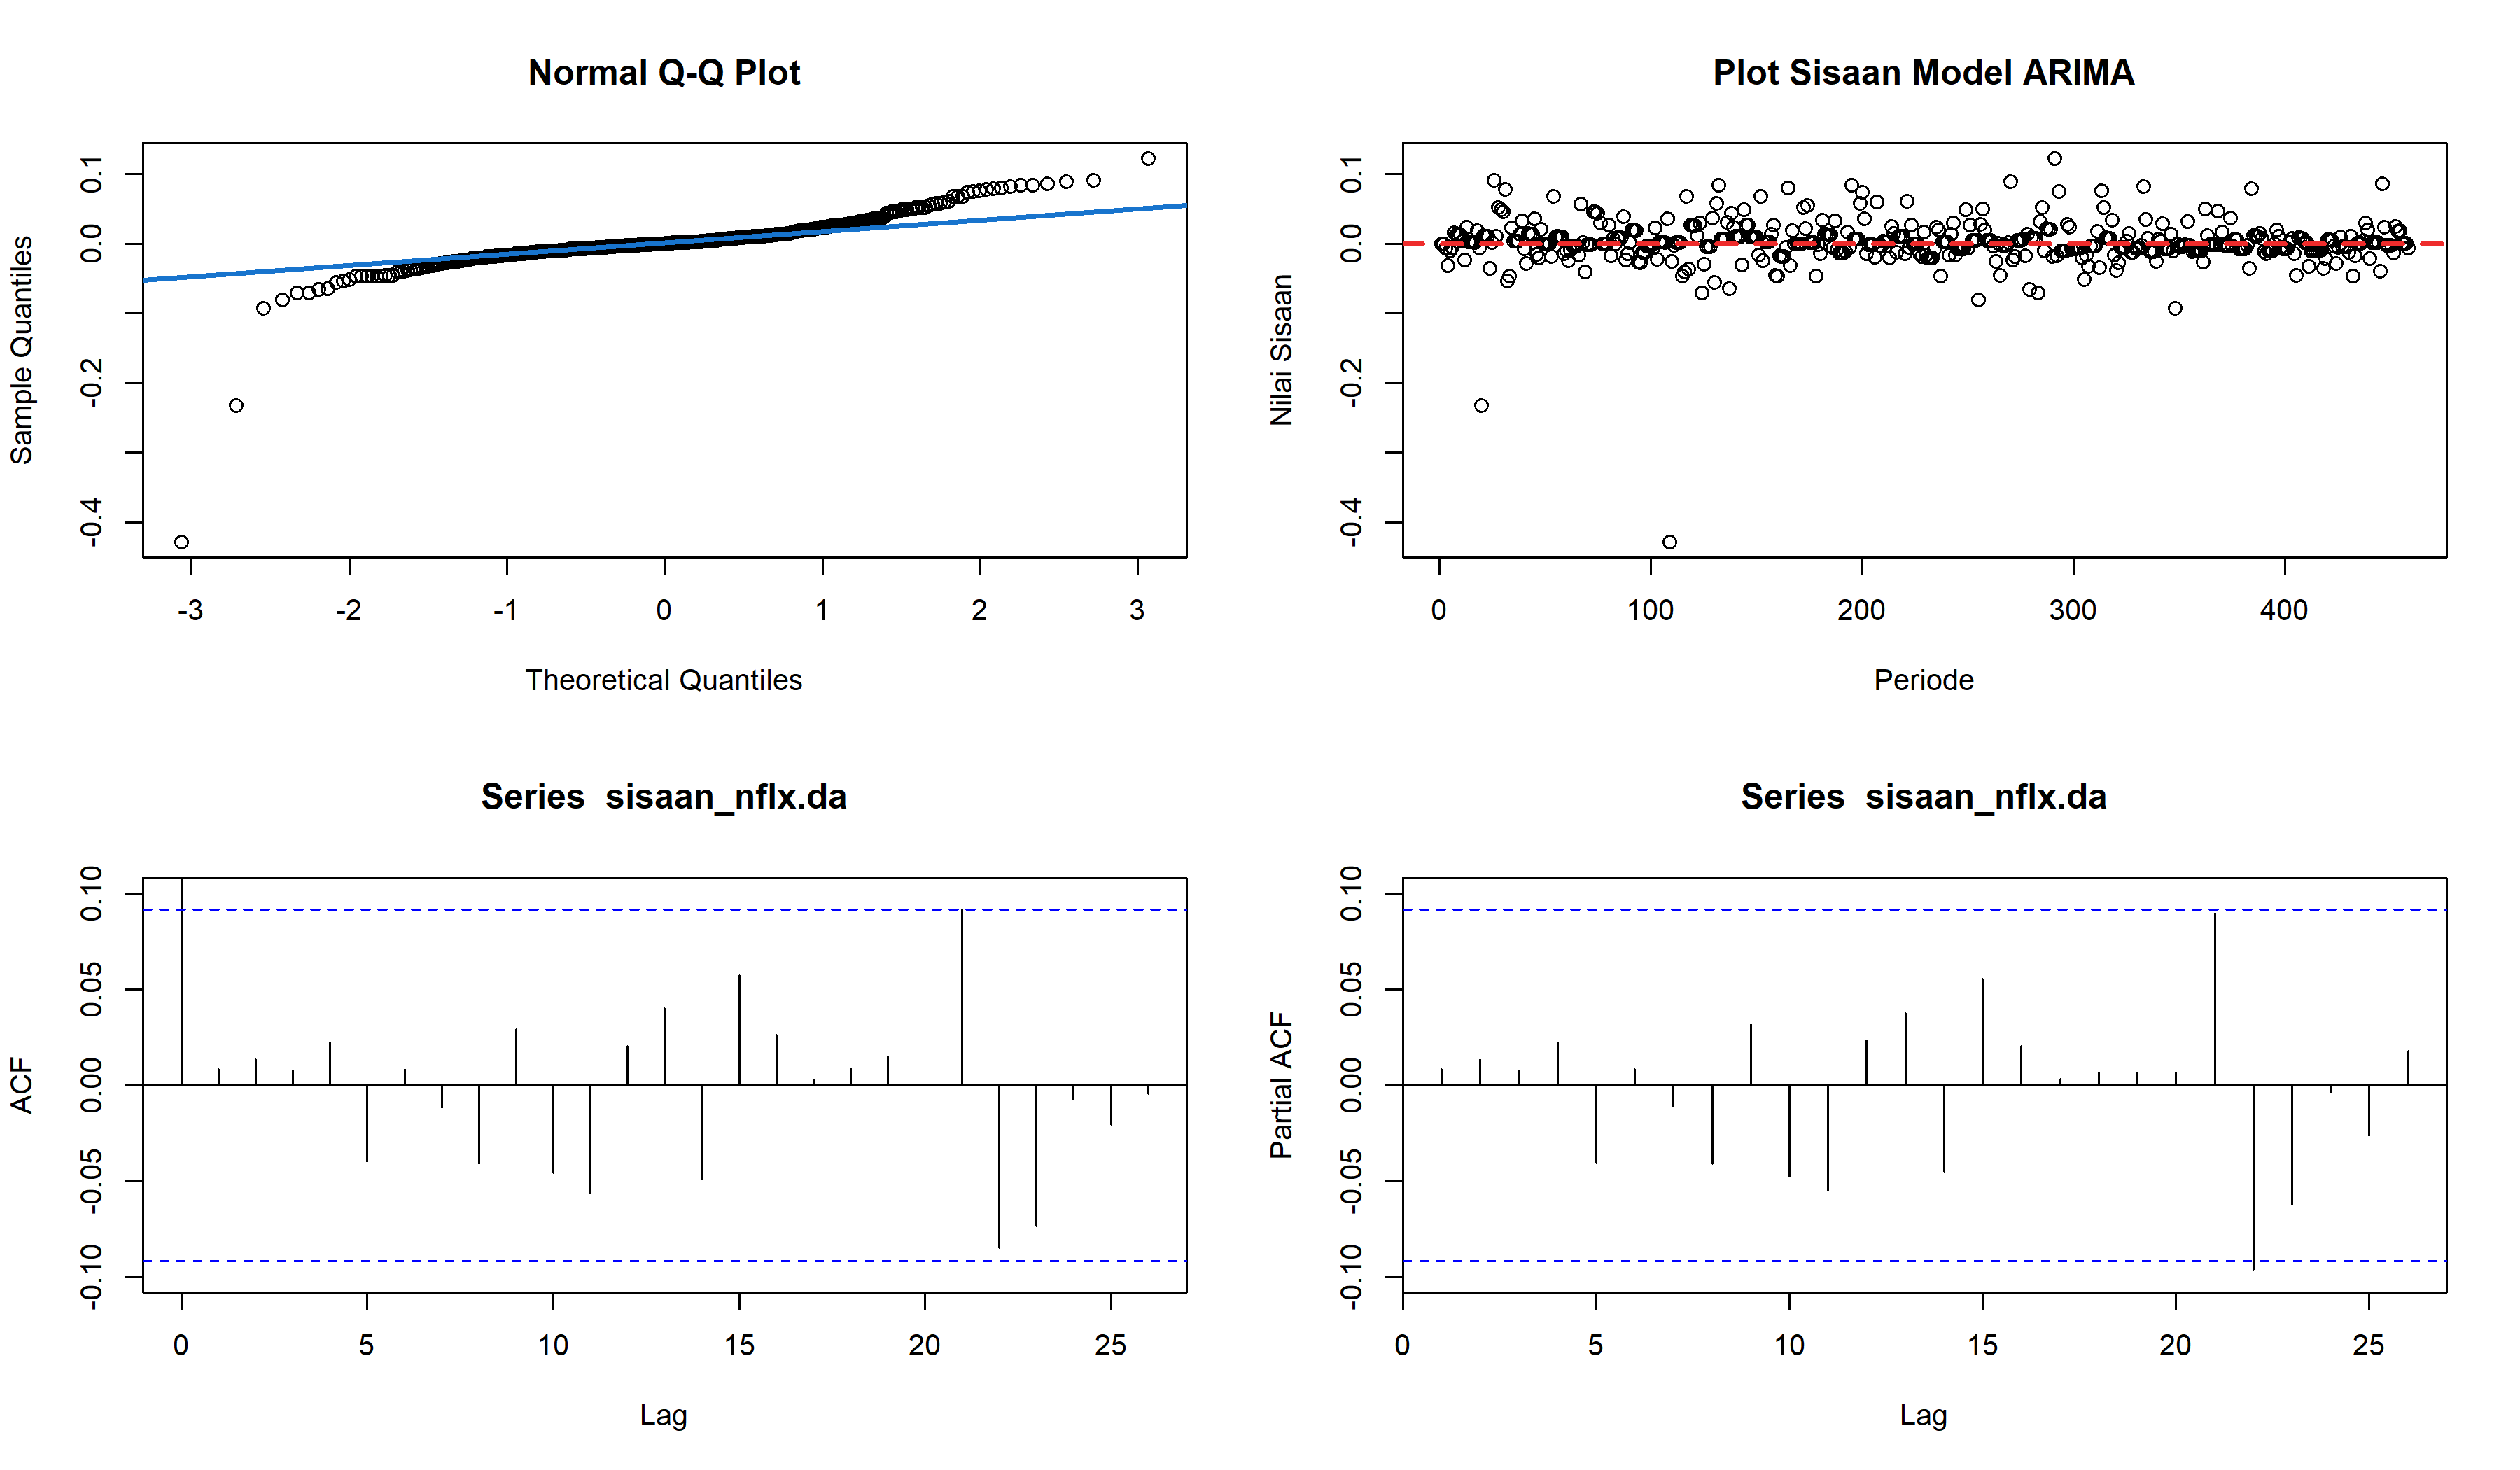 Normal Q-Q Plot
Sample Quantiles
0.1
0.0
-0.2
-0.4
-3 -2 -1 0 1 2 3
Theoretical Quantiles
Plot Sisaan Model ARIMA
Nilai Sisaan
0.1
0.0
-0.2
-0.4
0 100 200 300 400
Periode
Series sisaan_nflx.da
ACF
0.10
0.05
0.00
-0.05
-0.10
0 5 10 15 20 25
Lag
Series sisaan_nflx.da
Partial ACF
0.10
0.05
0.00
-0.05
-0.10
0 5 10 15 20 25
Lag